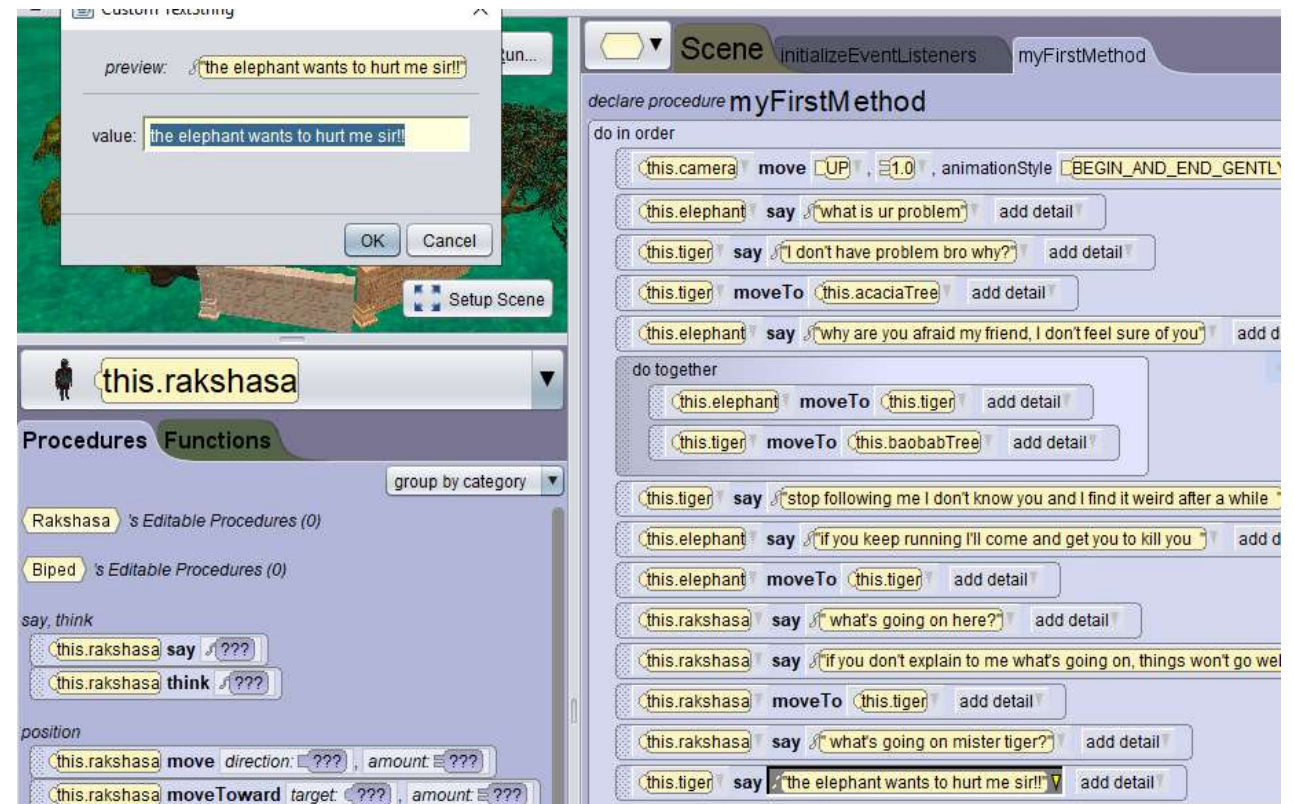 Custom TextString
preview: "the elephant wants to hurt me sir!!"
value: the elephant wants to hurt me sir!!
OK Cancel
Run...
Setup Scene
this.rakshasa
Procedures Functions
group by category
Rakshasa 's Editable Procedures (0)
Biped 's Editable Procedures (0)
say, think
this.rakshasa say ???
this.rakshasa think ???
position
this.rakshasa move direction: ??? , amount: ???
this.rakshasa moveToward target: ??? , amount: ???
Scene initializeEventListeners myFirstMethod
declare procedure myFirstMethod
do in order
this.camera move UP , 1.0 , animationStyle BEGIN_AND_END_GENTLY
this.elephant say "what is ur problem" add detail
this.tiger say "I don't have problem bro why?" add detail
this.tiger moveTo this.acaciaTree add detail
this.elephant say "why are you afraid my friend, I don't feel sure of you" add d
do together
this.elephant moveTo this.tiger add detail
this.tiger moveTo this.baobabTree add detail
this.tiger say "stop following me I don't know you and I find it weird after a while "
this.elephant say "if you keep running I'll come and get you to kill you " add d
this.elephant moveTo this.tiger add detail
this.rakshasa say " what's going on here?" add detail
this.rakshasa say "if you don't explain to me what's going on, things won't go wel
this.rakshasa moveTo this.tiger add detail
this.rakshasa say " what's going on mister tiger?" add detail
this.tiger say "the elephant wants to hurt me sir!!" add detail